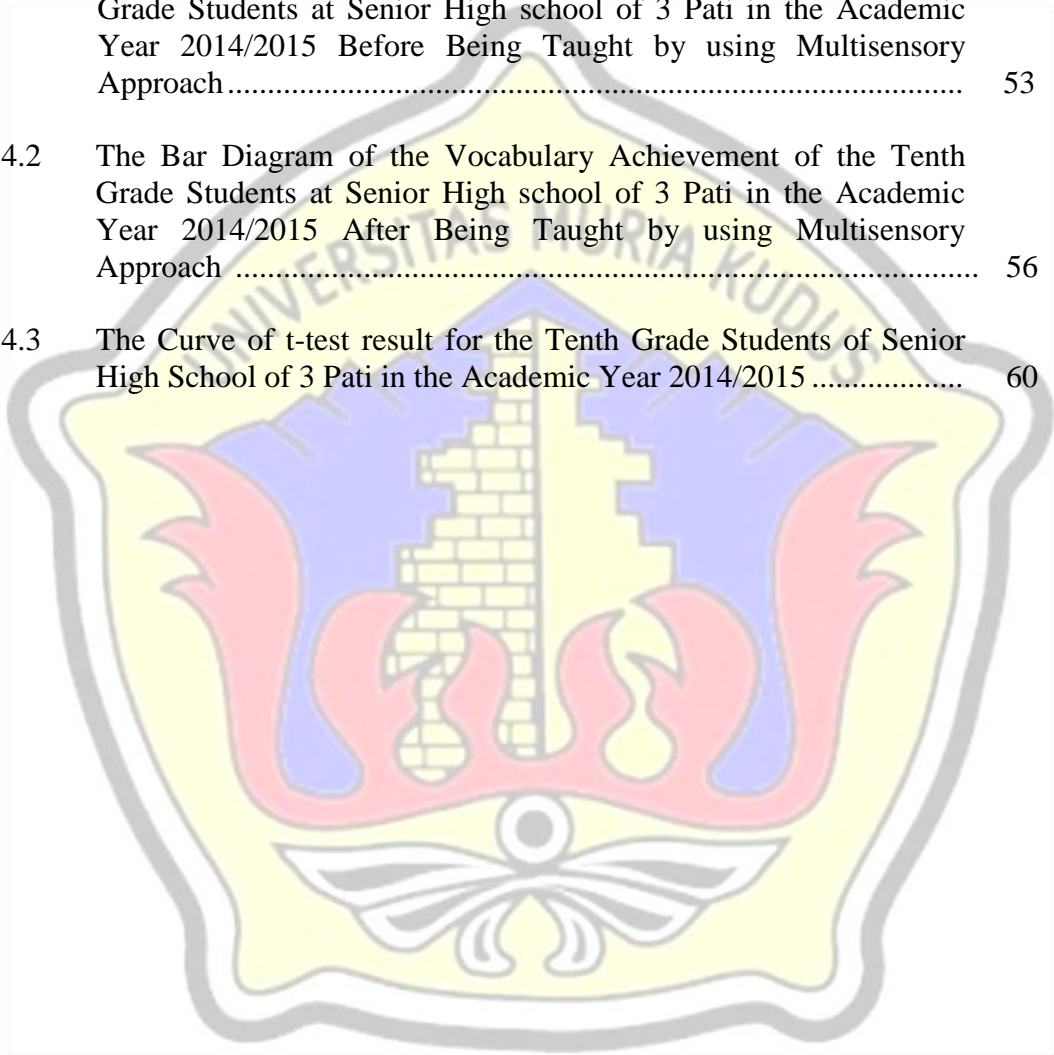 Grade Students at Senior High school of 3 Pati in the Academic
Year 2014/2015 Before Being Taught by using Multisensory
Approach .................................................................................. 53
4.2 The Bar Diagram of the Vocabulary Achievement of the Tenth
Grade Students at Senior High school of 3 Pati in the Academic
Year 2014/2015 After Being Taught by using Multisensory
Approach .................................................................................. 56
4.3 The Curve of t-test result for the Tenth Grade Students of Senior
High School of 3 Pati in the Academic Year 2014/2015 ................. 60
UNIVERSITAS MURIA KUDUS